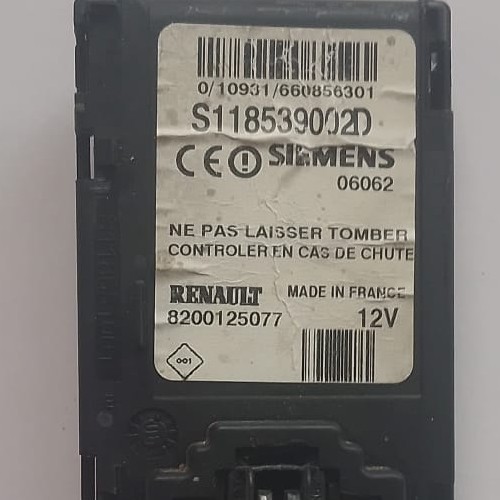 0/10931/660856301
S118539002D
CE SIEMENS
06062
NE PAS LAISSER TOMBER
CONTROLER EN CAS DE CHUTE
RENAULT MADE IN FRANCE
8200125077 12V
001